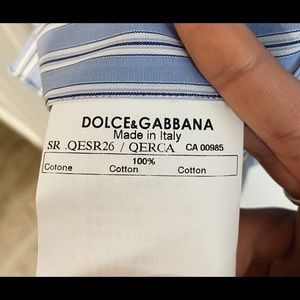 DOLCE&GABBANA
Made in Italy
SR .QESR26 / QERCA CA 00985
100%
Cotone Cotton Cotton